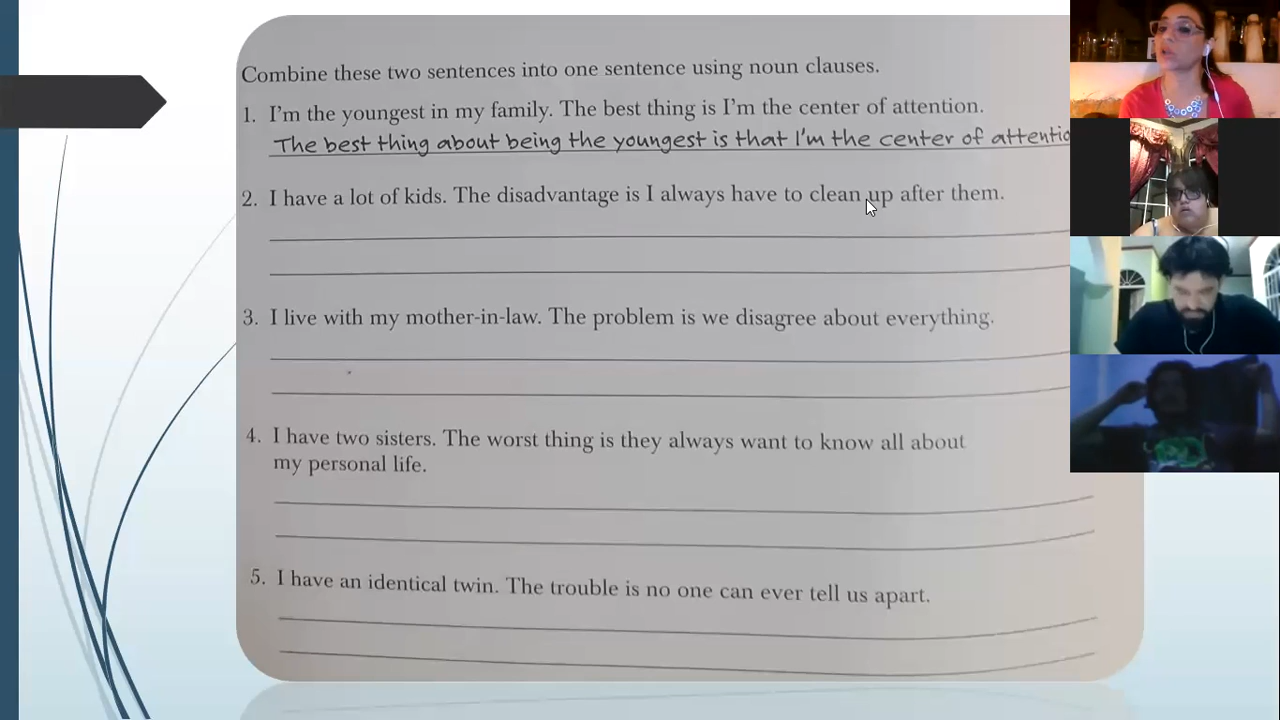 Combine these two sentences into one sentence using noun clauses.
1. I'm the youngest in my family. The best thing is I'm the center of attention.
The best thing about being the youngest is that I'm the center of
2. I have a lot of kids. The disadvantage is I always have to clean up after them.
3. I live with my mother-in-law. The problem is we disagree about everything.
4. I have two sisters. The worst thing is they always want to know all about
my personal life.
5. I have an identical twin. The trouble is no one can ever tell us apart.